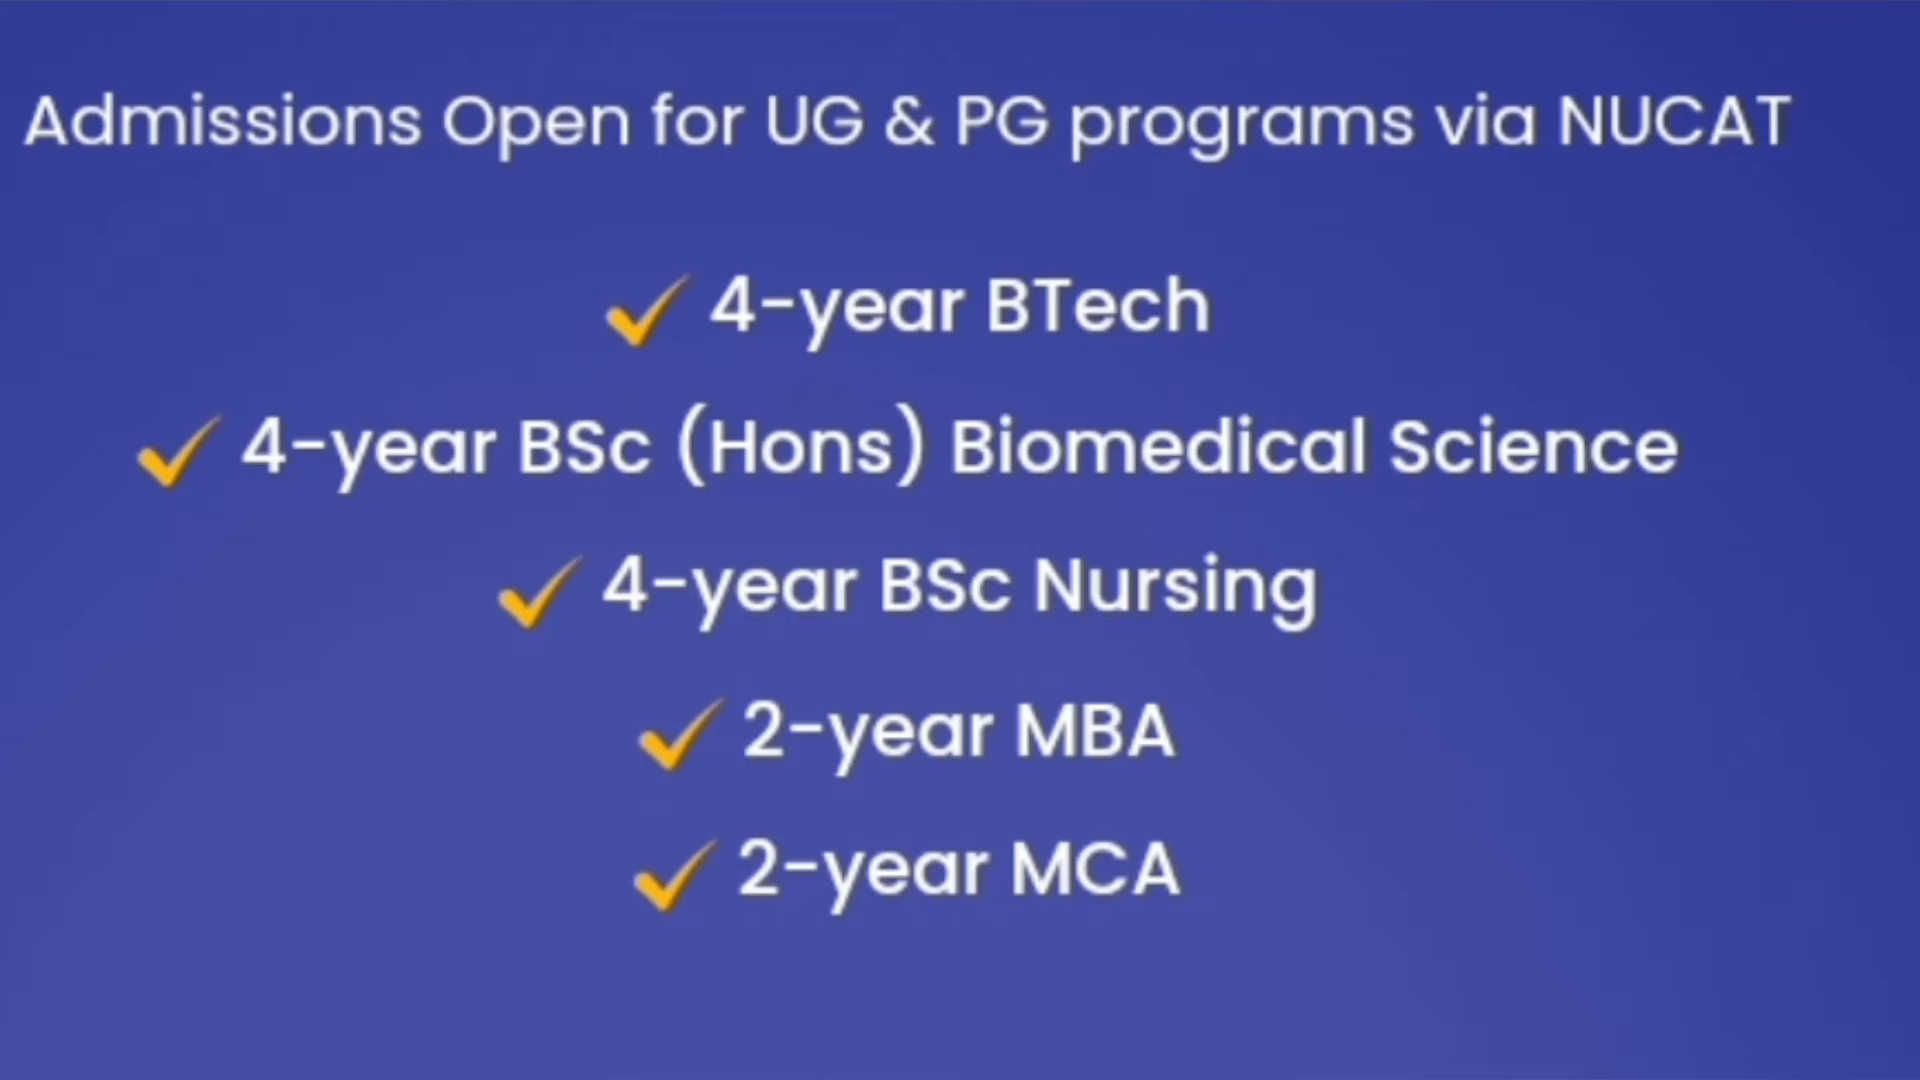 Admissions Open for UG & PG programs via NUCAT
✓ 4-year BTech
✓ 4-year BSc (Hons) Biomedical Science
✓ 4-year BSc Nursing
✓ 2-year MBA
✓ 2-year MCA